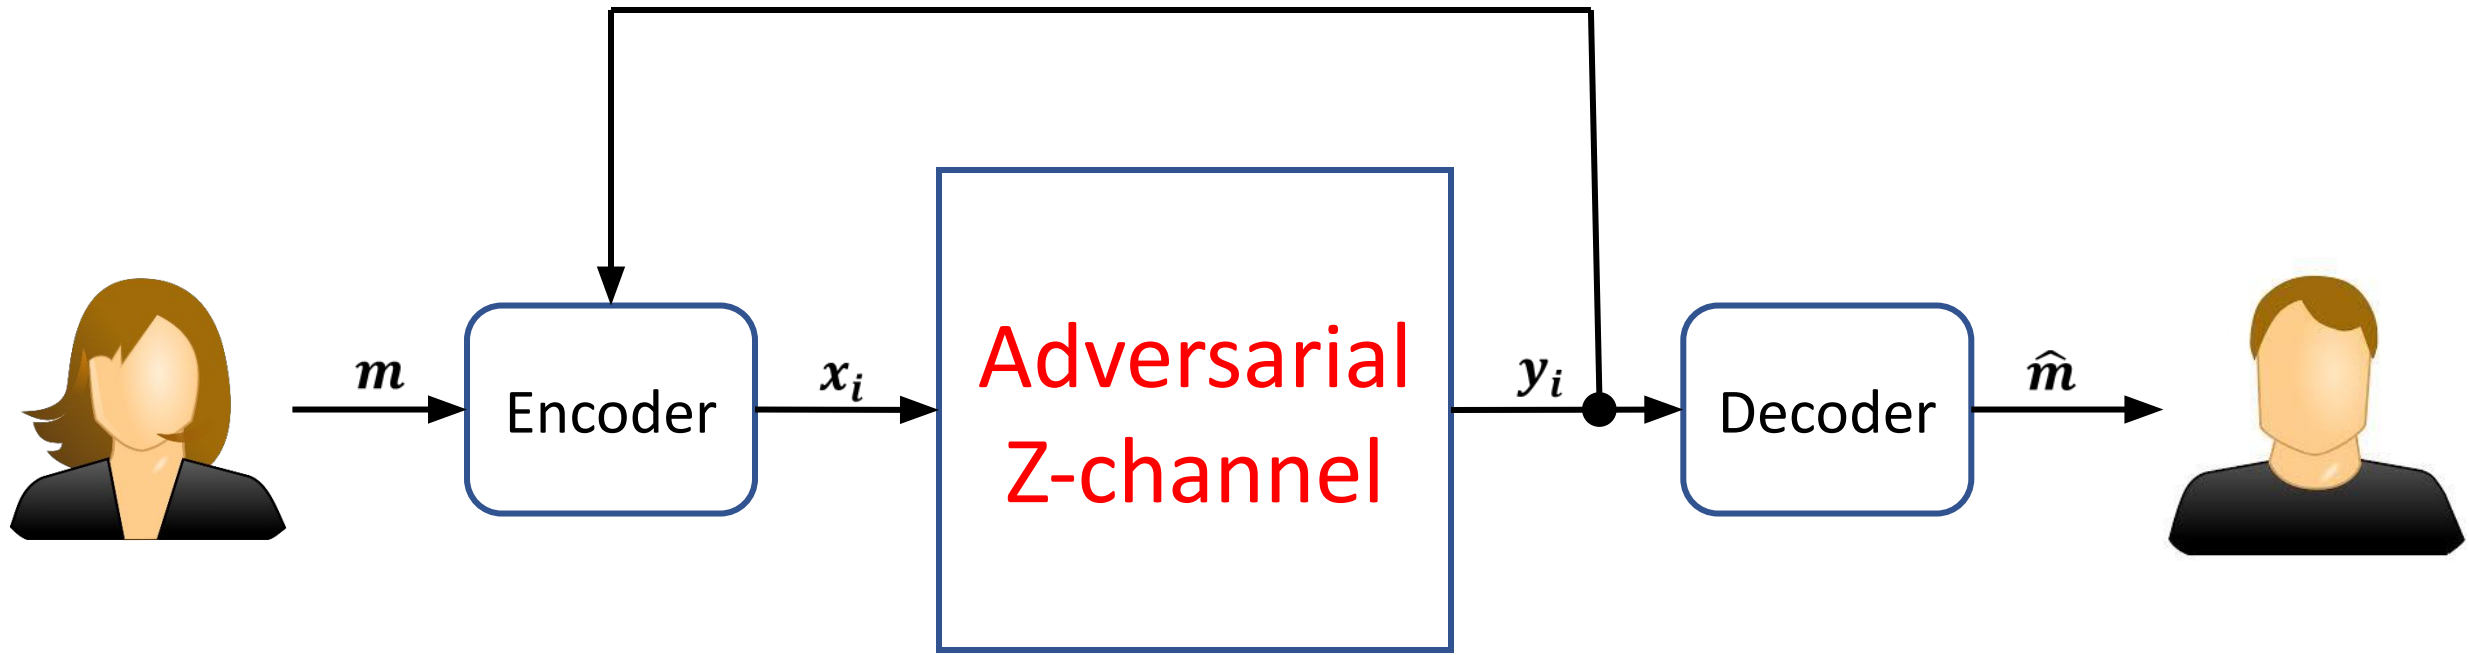 m
Encoder
x_i
Adversarial
Z-channel
y_i
Decoder
m̂